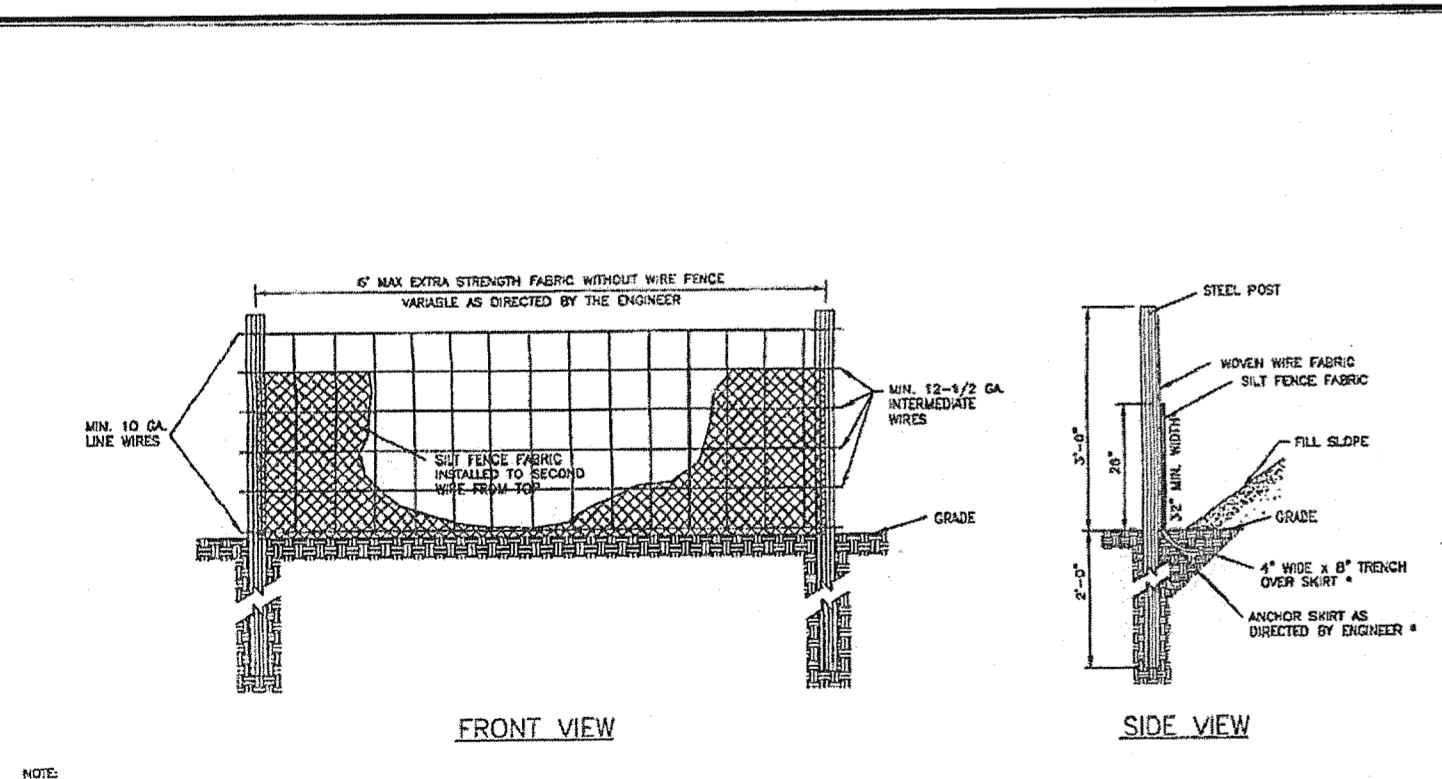 6' MAX EXTRA STRENGTH FABRIC WITHOUT WIRE FENCE
VARIABLE AS DIRECTED BY THE ENGINEER
MIN. 10 GA.
LINE WIRES
MIN. 12-1/2 GA.
INTERMEDIATE
WIRES
SILT FENCE FABRIC
INSTALLED TO SECOND
WIRE FROM TOP
GRADE
FRONT VIEW
STEEL POST
WOVEN WIRE FABRIC
SILT FENCE FABRIC
3'-0"
28"
32" MIN. WIDTH
FILL SLOPE
GRADE
2'-0"
4" WIDE x 8" TRENCH
OVER SKIRT *
ANCHOR SKIRT AS
DIRECTED BY ENGINEER *
SIDE VIEW
NOTE: